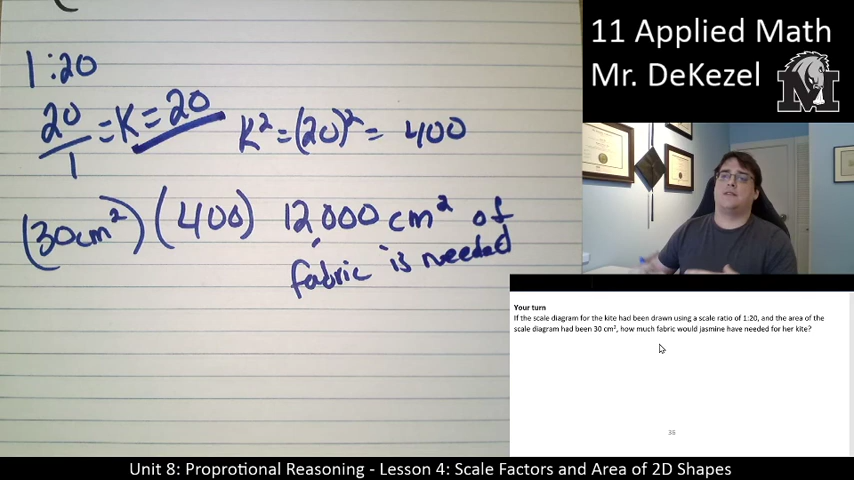 1:20
20/1 = K = 20 K² = (20)² = 400
(30cm²)(400) 12000 cm² of
fabric is needed
11 Applied Math
Mr. DeKezel
M
Your turn
If the scale diagram for the kite had been drawn using a scale ratio of 1:20, and the area of the
scale diagram had been 30 cm², how much fabric would jasmine have needed for her kite?
Unit 8: Proprotional Reasoning - Lesson 4: Scale Factors and Area of 2D Shapes